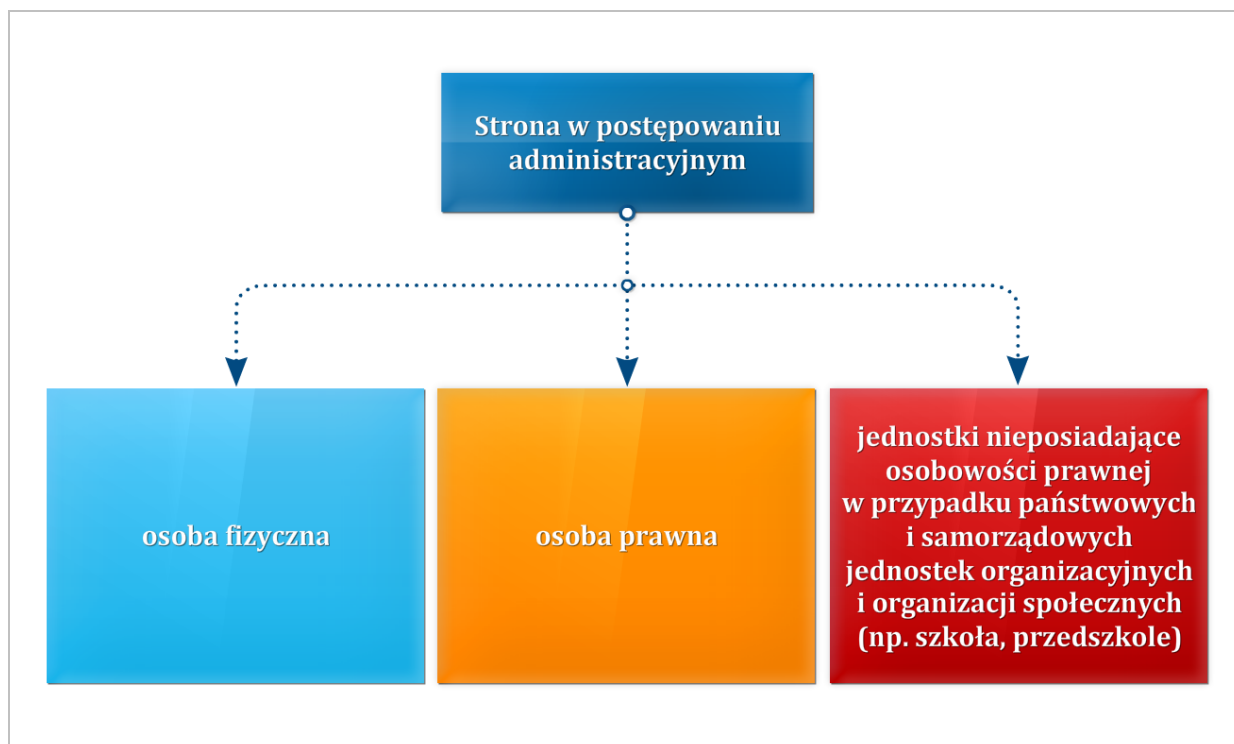 Strona w postępowaniu
administracyjnym
osoba fizyczna
osoba prawna
jednostki nieposiadające
osobowości prawnej
w przypadku państwowych
i samorządowych
jednostek organizacyjnych
i organizacji społecznych
(np. szkoła, przedszkole)